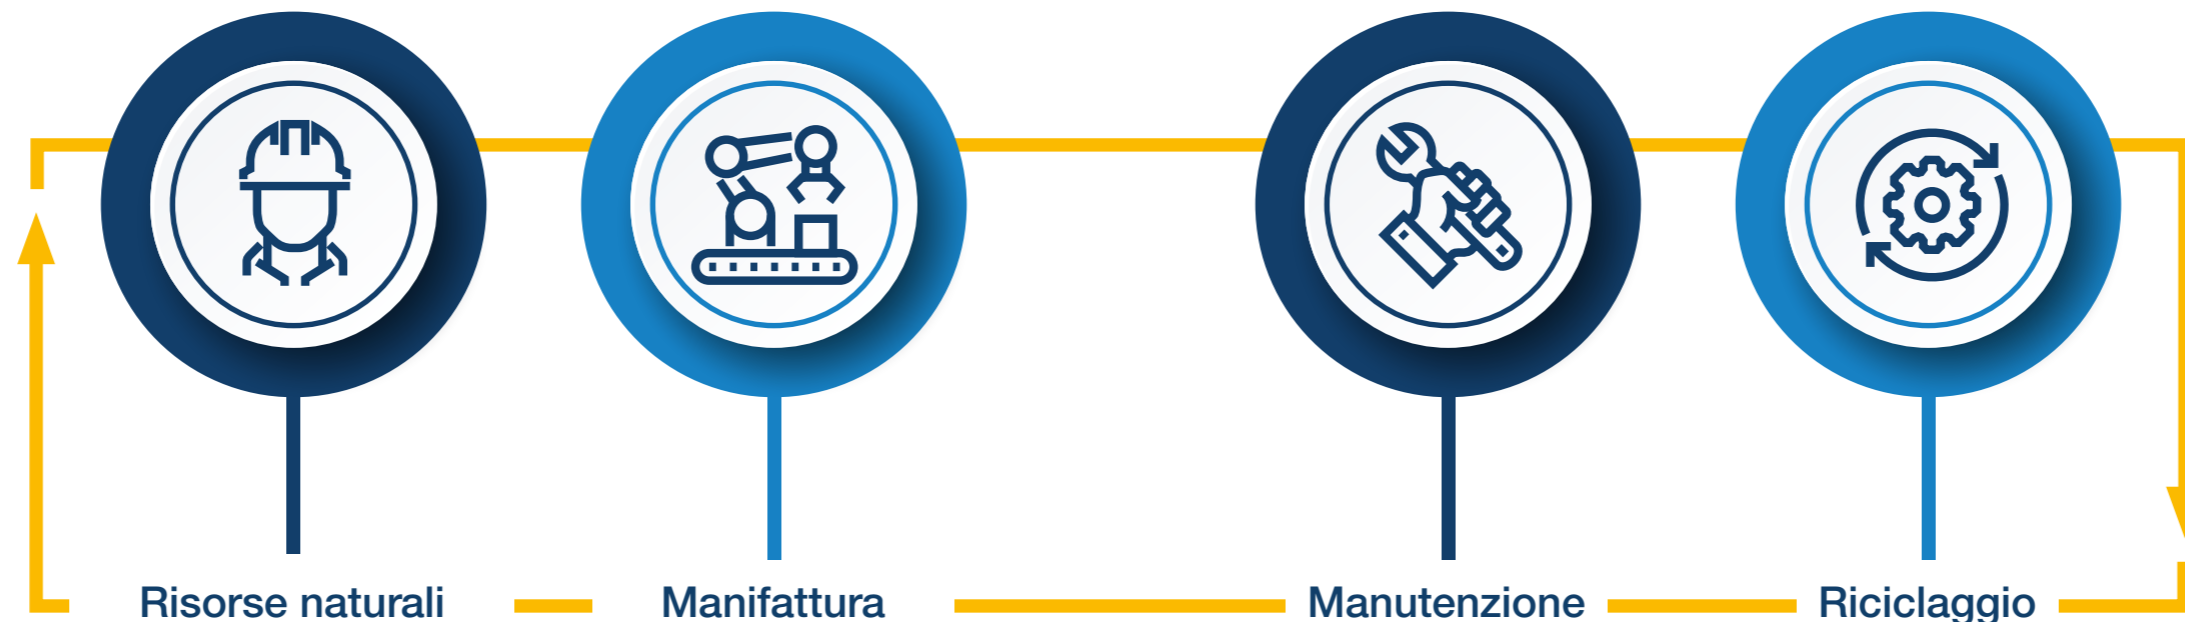 Risorse naturali
Manifattura
Manutenzione
Riciclaggio